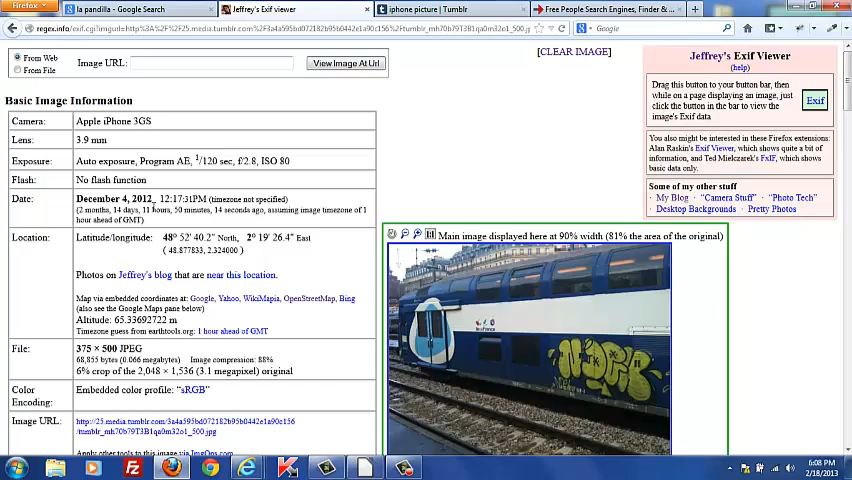 Firefox
la pandilla - Google Search
Jeffrey's Exif viewer
iphone picture | Tumblr
Free People Search Engines, Finder & ...
regex.info/exif.cgi?imgurl=http%3A%2F%2F25.media.tumblr.com%2F3a4a595bd072182b95b0442e1a79c0f3156%2Ftumblr_mh70b79T3B1qa0m32o1_500.jpg
Google
From Web
From File
Image URL:
View Image At Url
[CLEAR IMAGE]
Jeffrey's Exif Viewer
(help)
Drag this button to your button bar, then
while on a page displaying an image, just
click the button in the bar to view the
image's Exif data
Exif
You also might be interested in these Firefox extensions:
Alan Raskin's Exif Viewer, which shows quite a bit of
information, and Ted Mielczarek's FxIF, which shows
basic data only.
Some of my other stuff
• My Blog • “Camera Stuff” • “Photo Tech”
• Desktop Backgrounds • Pretty Photos
Basic Image Information
Camera: Apple iPhone 3GS
Lens: 3.9 mm
Exposure: Auto exposure, Program AE, 1/120 sec, f/2.8, ISO 80
Flash: No flash function
Date: December 4, 2012 12:17:31PM (timezone not specified)
(2 months, 14 days, 11 hours, 50 minutes, 14 seconds ago, assuming image timezone of 1
hour ahead of GMT)
Location: Latitude/longitude: 48° 52' 40.2" North, 2° 19' 26.4" East
( 48.877833, 2.324000 )
Photos on Jeffrey's blog that are near this location.
Map via embedded coordinates at: Google, Yahoo, WikiMapia, OpenStreetMap, Bing
(also see the Google Maps pane below)
Altitude: 65.33692722 m
Timezone guess from earthtools.org: 1 hour ahead of GMT
File: 375 × 500 JPEG
68,855 bytes (0.066 megabytes) Image compression: 88%
6% crop of the 2,048 × 1,536 (3.1 megapixel) original
Color
Encoding: Embedded color profile: “sRGB”
Image URL: http://25.media.tumblr.com/3a4a595bd072182b95b0442e1a796c0f156
/tumblr_mh70b79T3B1qa0m32o1_500.jpg
Apply other tools to this image via ImgOps.com
Main image displayed here at 90% width (81% the area of the original)
6:08 PM
2/18/2013